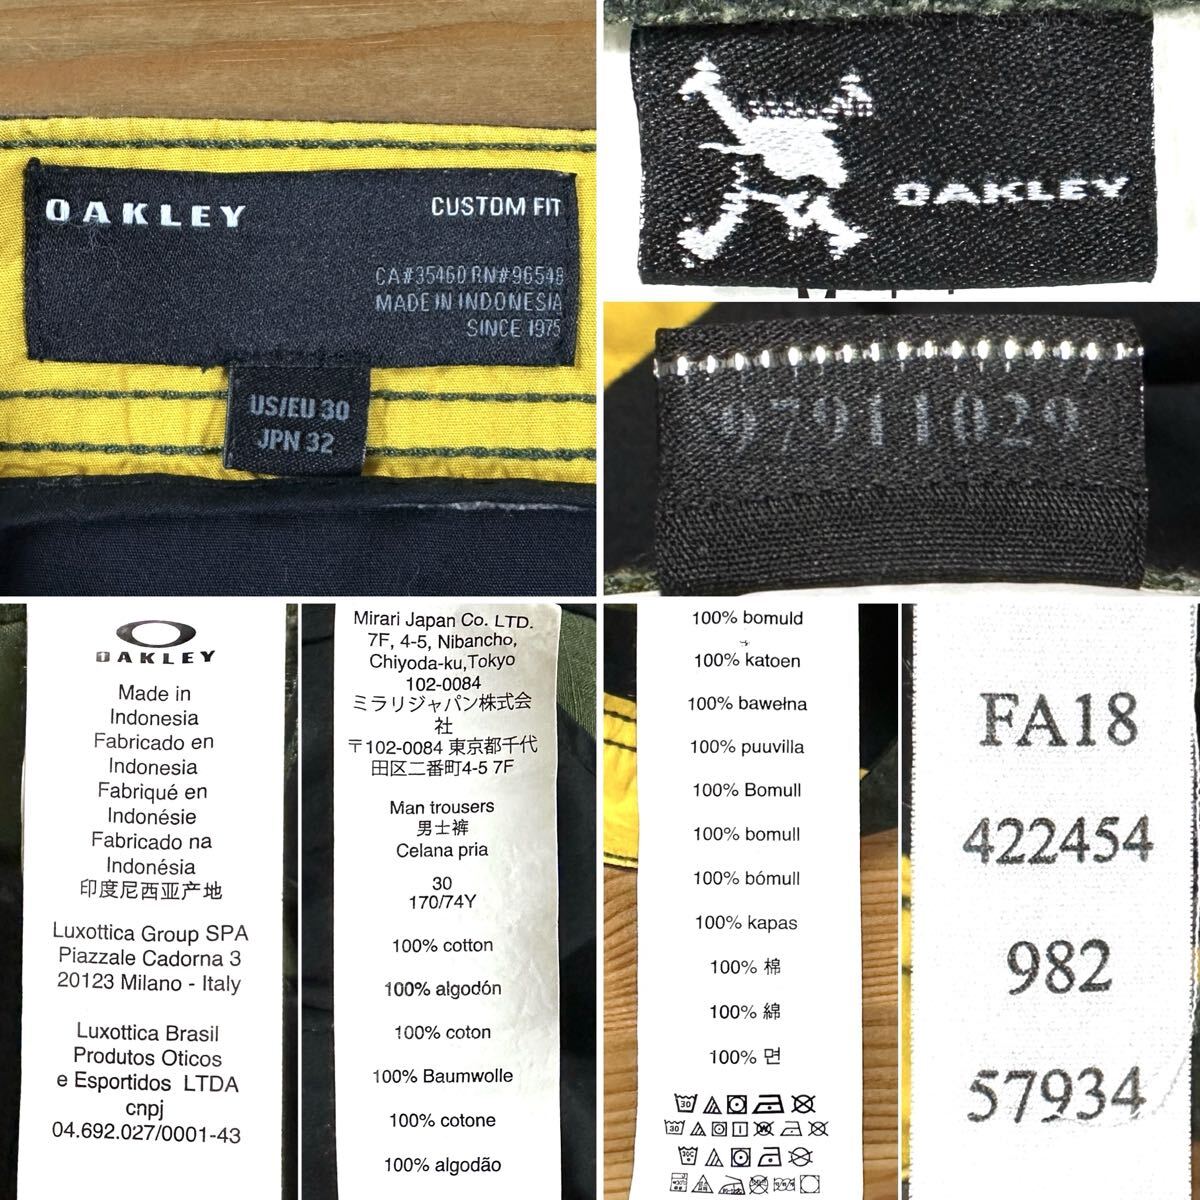 OAKLEY
CUSTOM FIT
CA#35460 RN#96548
MADE IN INDONESIA
SINCE 1975
US/EU 30
JPN 32
OAKLEY
97911029
OAKLEY
Made in
Indonesia
Fabricado en
Indonesia
Fabriqué en
Indonésie
Fabricado na
Indonésia
印度尼西亚产地
Luxottica Group SPA
Piazzale Cadorna 3
20123 Milano - Italy
Luxottica Brasil
Produtos Oticos
e Esportidos LTDA
cnpj
04.692.027/0001-43
Mirari Japan Co. LTD.
7F, 4-5, Nibancho,
Chiyoda-ku,Tokyo
102-0084
ミラリジャパン株式会
社
〒102-0084 東京都千代
田区二番町4-5 7F
Man trousers
男士裤
Celana pria
30
170/74Y
100% cotton
100% algodón
100% coton
100% Baumwolle
100% cotone
100% algodão
100% bomuld
100% katoen
100% bawełna
100% puuvilla
100% Bomull
100% bomull
100% bómull
100% kapas
100% 棉
100% 綿
100% 면
FA18
422454
982
57934